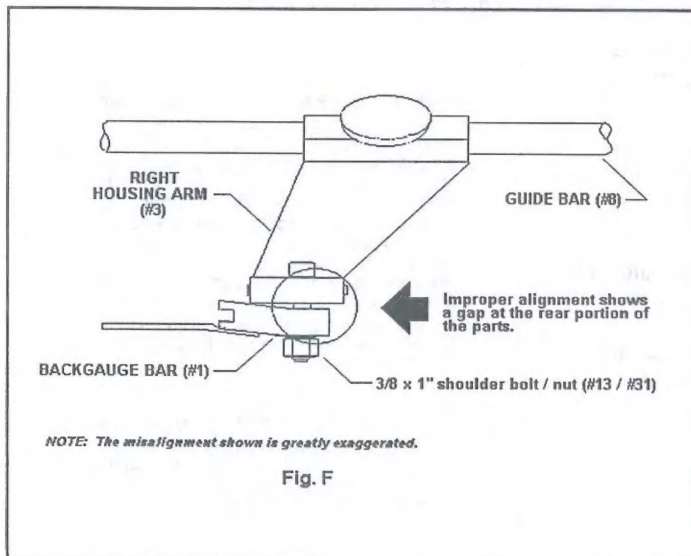 RIGHT
HOUSING ARM
(#3)
GUIDE BAR (#8)
Improper alignment shows
a gap at the rear portion of
the parts.
BACKGAUGE BAR (#1)
3/8 x 1" shoulder bolt / nut (#13 / #31)
NOTE: The misalignment shown is greatly exaggerated.
Fig. F